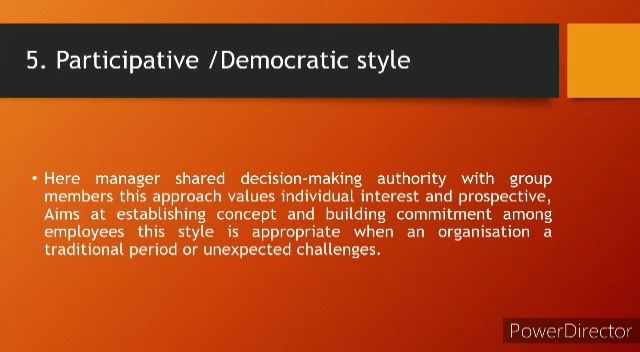 5. Participative /Democratic style
• Here manager shared decision-making authority with group
members this approach values individual interest and prospective,
Aims at establishing concept and building commitment among
employees this style is appropriate when an organisation a
traditional period or unexpected challenges.
PowerDirector